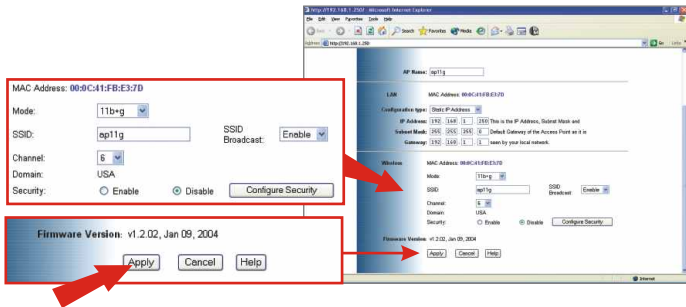 MAC Address: 00:0C:41:FB:E3:7D
Mode: 11b+g
SSID: ap11g SSID Broadcast: Enable
Channel: 6
Domain: USA
Security: Enable Disable Configure Security
Firmware Version: v1.2.02, Jan 09, 2004
Apply Cancel Help
http://192.168.1.250/ - Microsoft Internet Explorer
File Edit View Favorites Tools Help
Search Favorites Media
Address http://192.168.1.250 Go Links
AP Name: ap11g
LAN MAC Address: 00:0C:41:FB:E3:7D
Configuration type: Static IP Address
IP Address: 192 . 168 . 1 . 250 This is the IP Address, Subnet Mask and
Subnet Mask: 255 . 255 . 255 . 0 Default Gateway of the Access Point as it is
Gateway: 192 . 168 . 1 . 1 seen by your local network.
Wireless MAC Address: 00:0C:41:FB:E3:7D
Mode: 11b+g
SSID: ap11g SSID Broadcast: Enable
Channel: 6
Domain: USA
Security: Enable Disable Configure Security
Firmware Version: v1.2.02, Jan 09, 2004
Apply Cancel Help
Internet